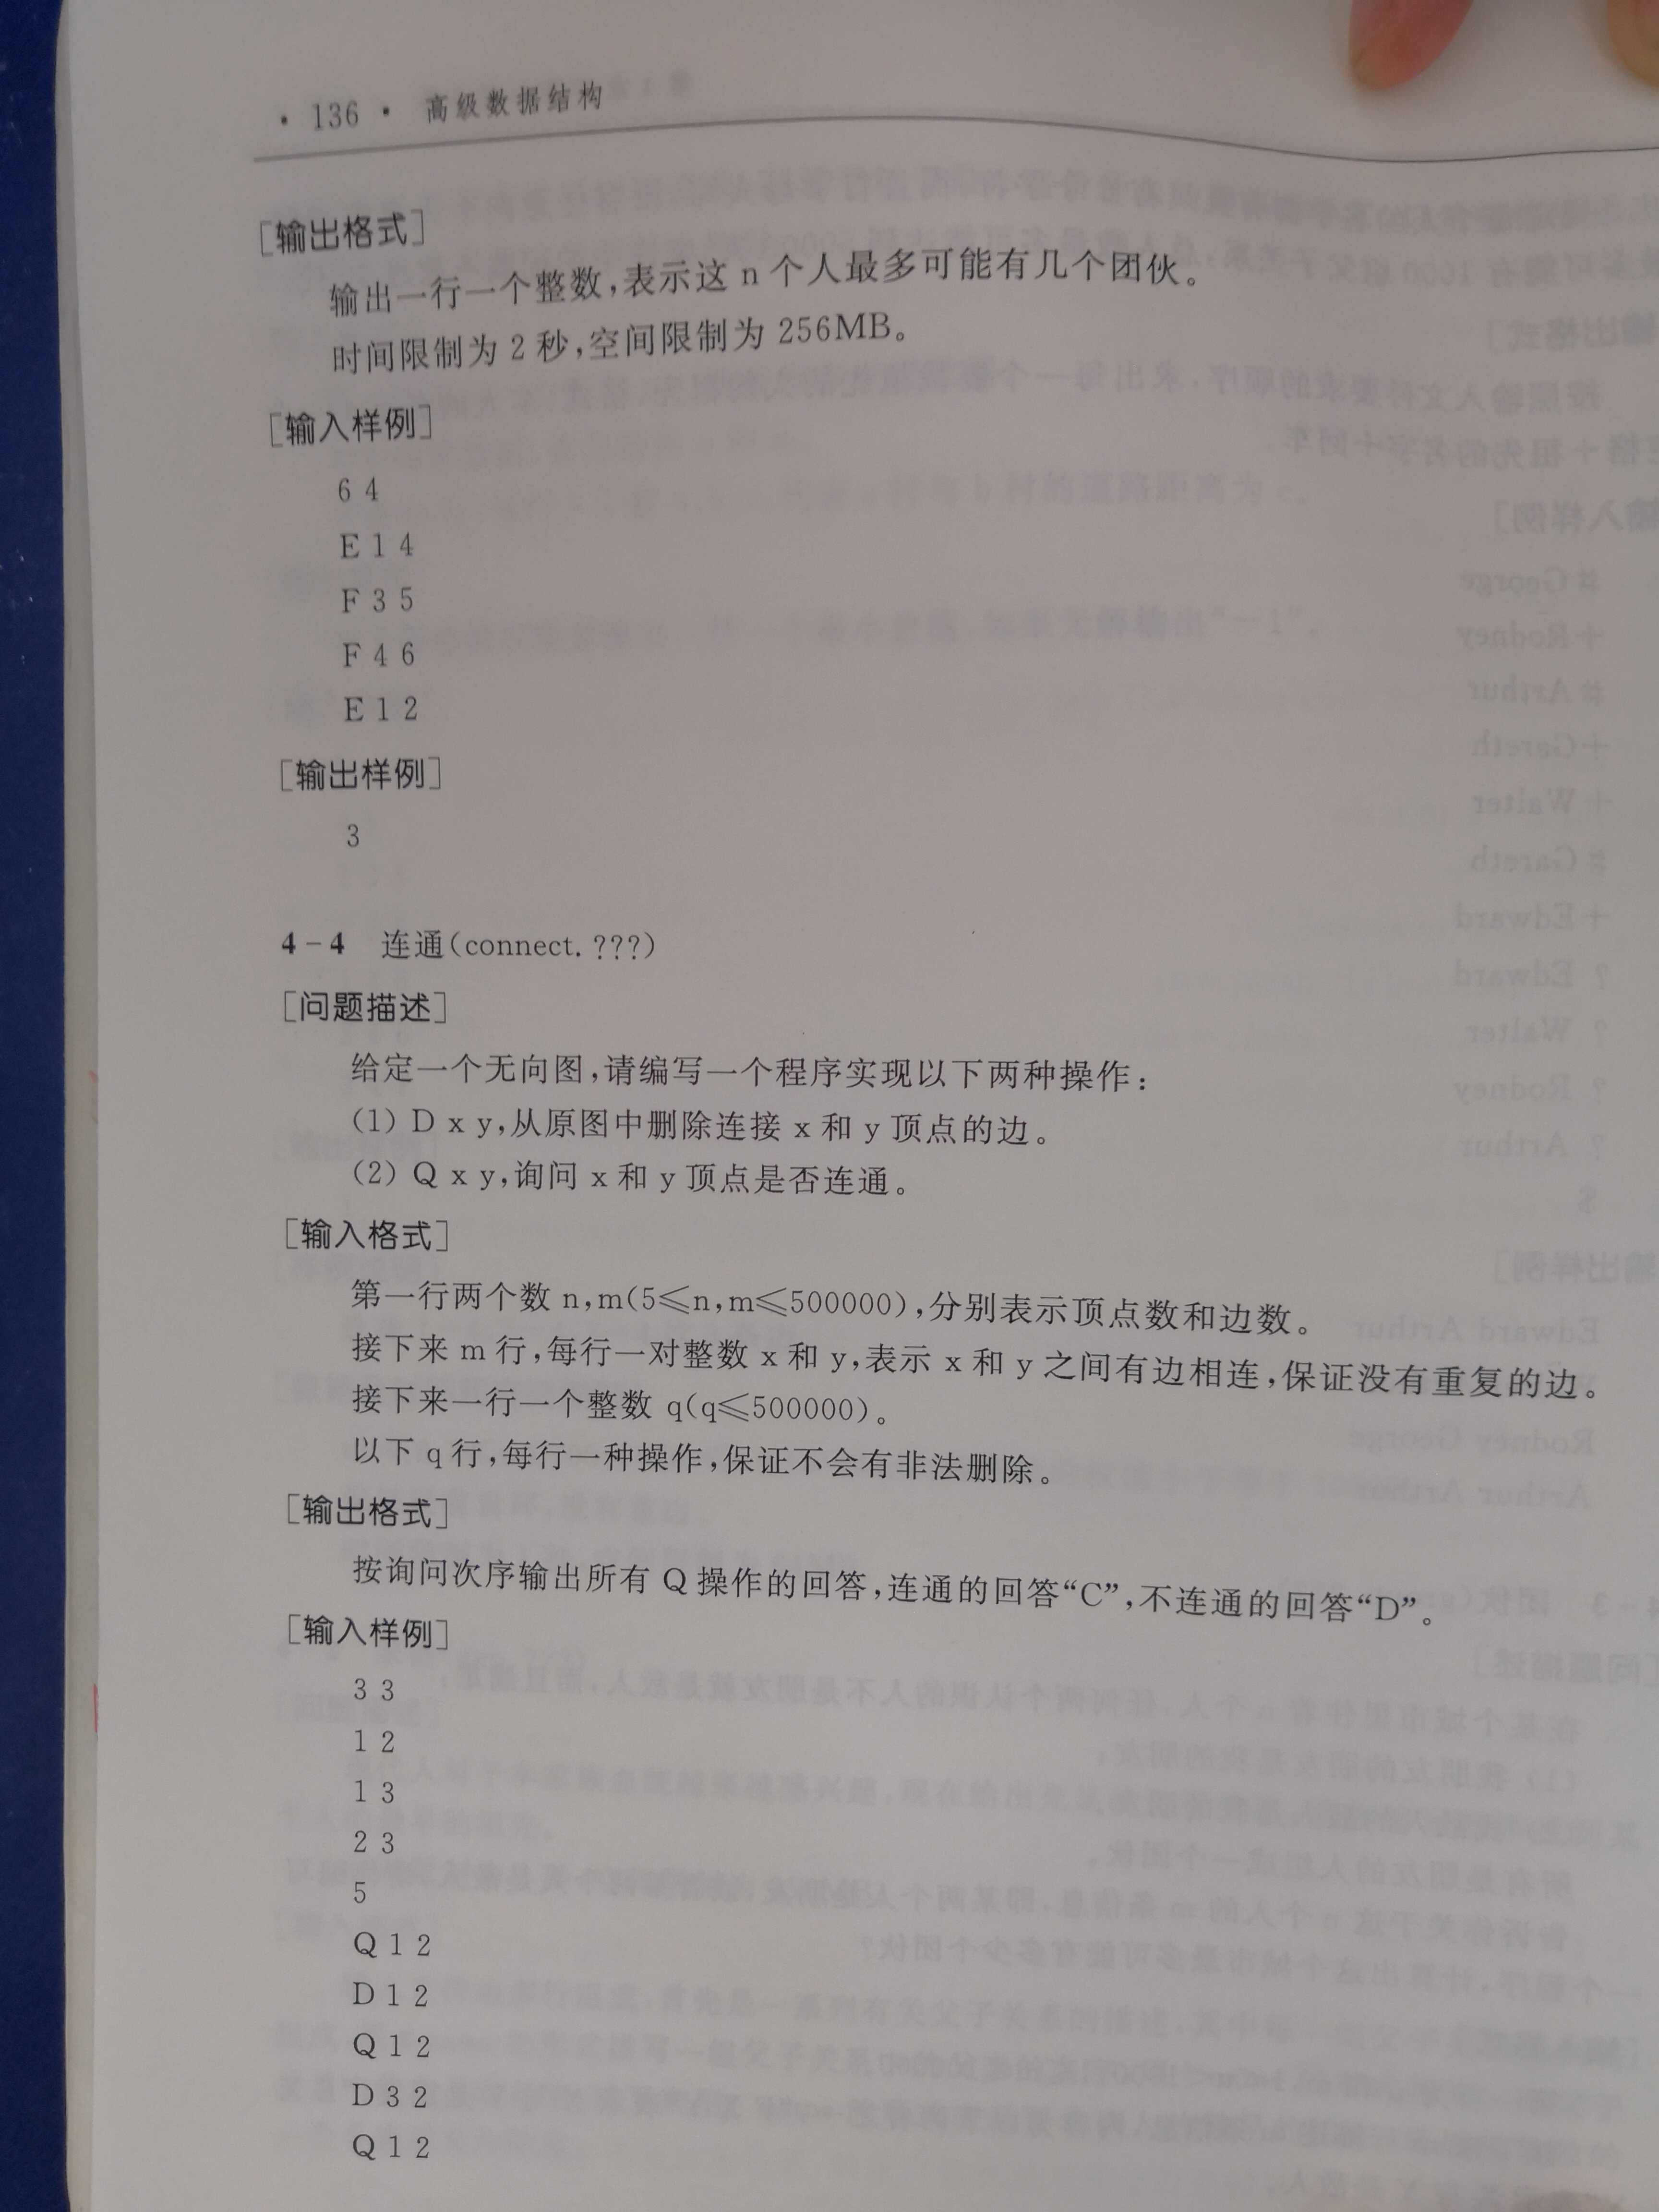 · 136 · 高级数据结构
[输出格式]
输出一行一个整数,表示这 n 个人最多可能有几个团伙。
时间限制为 2 秒,空间限制为 256MB。
[输入样例]
6 4
E 1 4
F 3 5
F 4 6
E 1 2
[输出样例]
3
4-4 连通(connect. ???)
[问题描述]
给定一个无向图,请编写一个程序实现以下两种操作:
(1) D x y,从原图中删除连接 x 和 y 顶点的边。
(2) Q x y,询问 x 和 y 顶点是否连通。
[输入格式]
第一行两个数 n,m(5≤n,m≤500000),分别表示顶点数和边数。
接下来 m 行,每行一对整数 x 和 y,表示 x 和 y 之间有边相连,保证没有重复的边。
接下来一行一个整数 q(q≤500000)。
以下 q 行,每行一种操作,保证不会有非法删除。
[输出格式]
按询问次序输出所有 Q 操作的回答,连通的回答“C”,不连通的回答“D”。
[输入样例]
3 3
1 2
1 3
2 3
5
Q 1 2
D 1 2
Q 1 2
D 3 2
Q 1 2